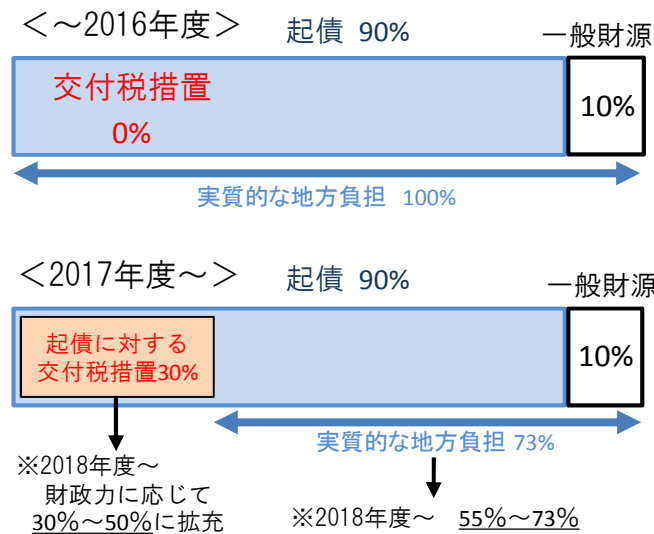 ＜～2016年度＞
起債 90%
一般財源
交付税措置
0%
10%
実質的な地方負担 100%
＜2017年度～＞
起債 90%
一般財源
起債に対する
交付税措置30%
10%
実質的な地方負担 73%
※2018年度～
財政力に応じて
30%～50%に拡充
※2018年度～ 55%～73%